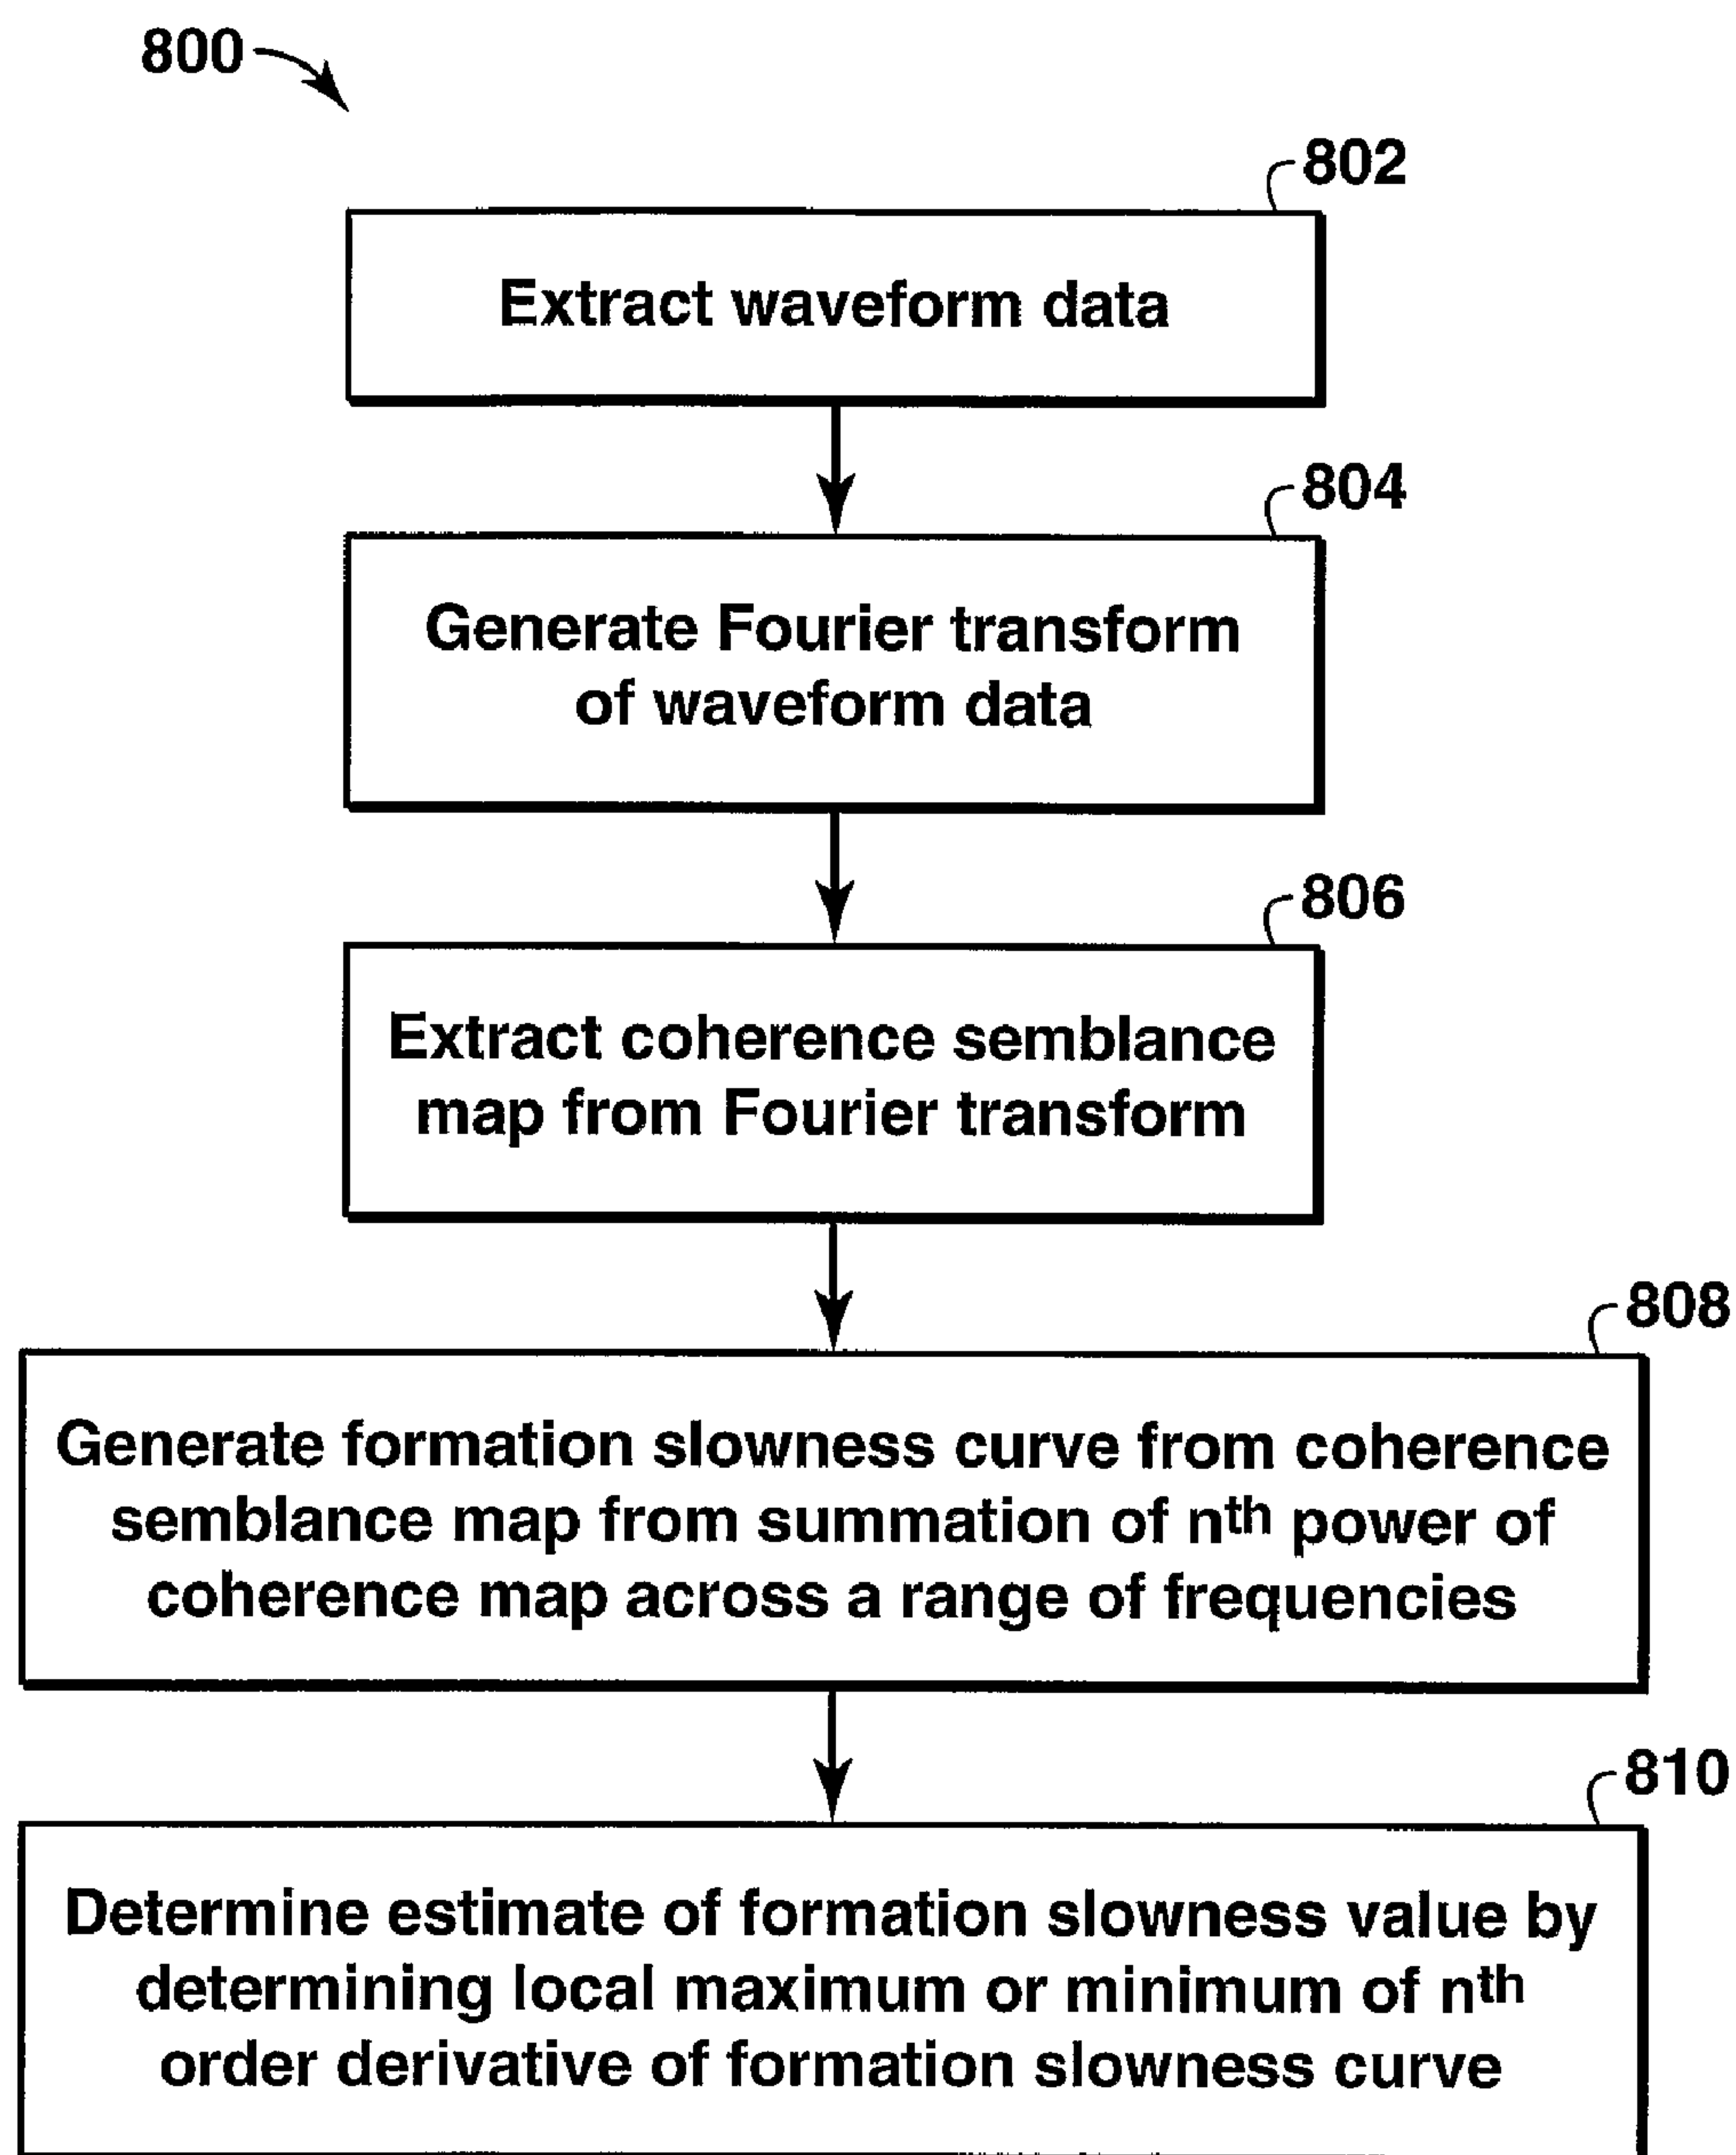 800
802
Extract waveform data
804
Generate Fourier transform
of waveform data
806
Extract coherence semblance
map from Fourier transform
808
Generate formation slowness curve from coherence
semblance map from summation of nth power of
coherence map across a range of frequencies
810
Determine estimate of formation slowness value by
determining local maximum or minimum of nth
order derivative of formation slowness curve